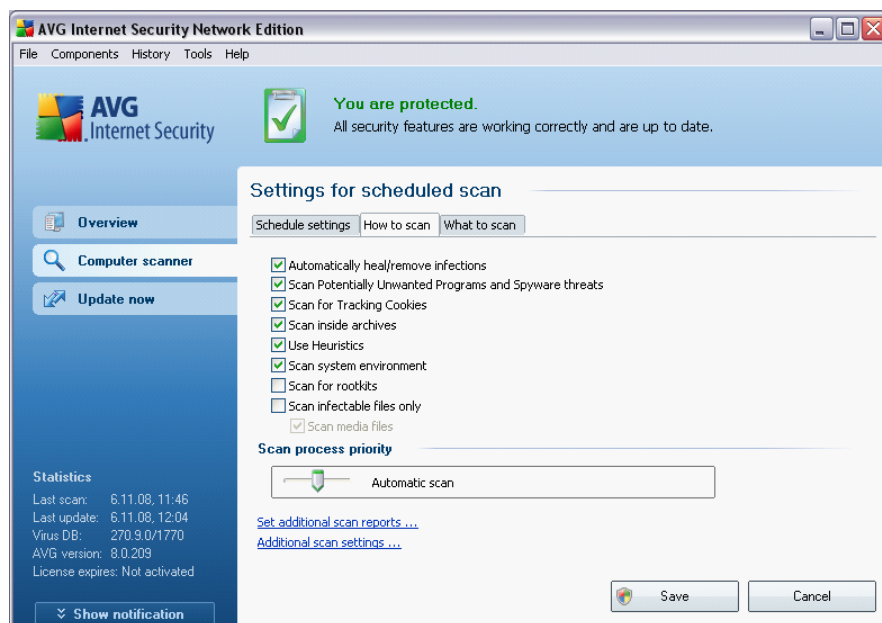 AVG Internet Security Network Edition
File Components History Tools Help
AVG
Internet Security
You are protected.
All security features are working correctly and are up to date.
Overview
Computer scanner
Update now
Settings for scheduled scan
Schedule settings How to scan What to scan
Automatically heal/remove infections
Scan Potentially Unwanted Programs and Spyware threats
Scan for Tracking Cookies
Scan inside archives
Use Heuristics
Scan system environment
Scan for rootkits
Scan infectable files only
Scan media files
Scan process priority
Automatic scan
Set additional scan reports ...
Additional scan settings ...
Statistics
Last scan: 6.11.08, 11:46
Last update: 6.11.08, 12:04
Virus DB: 270.9.0/1770
AVG version: 8.0.209
License expires: Not activated
Show notification
Save Cancel